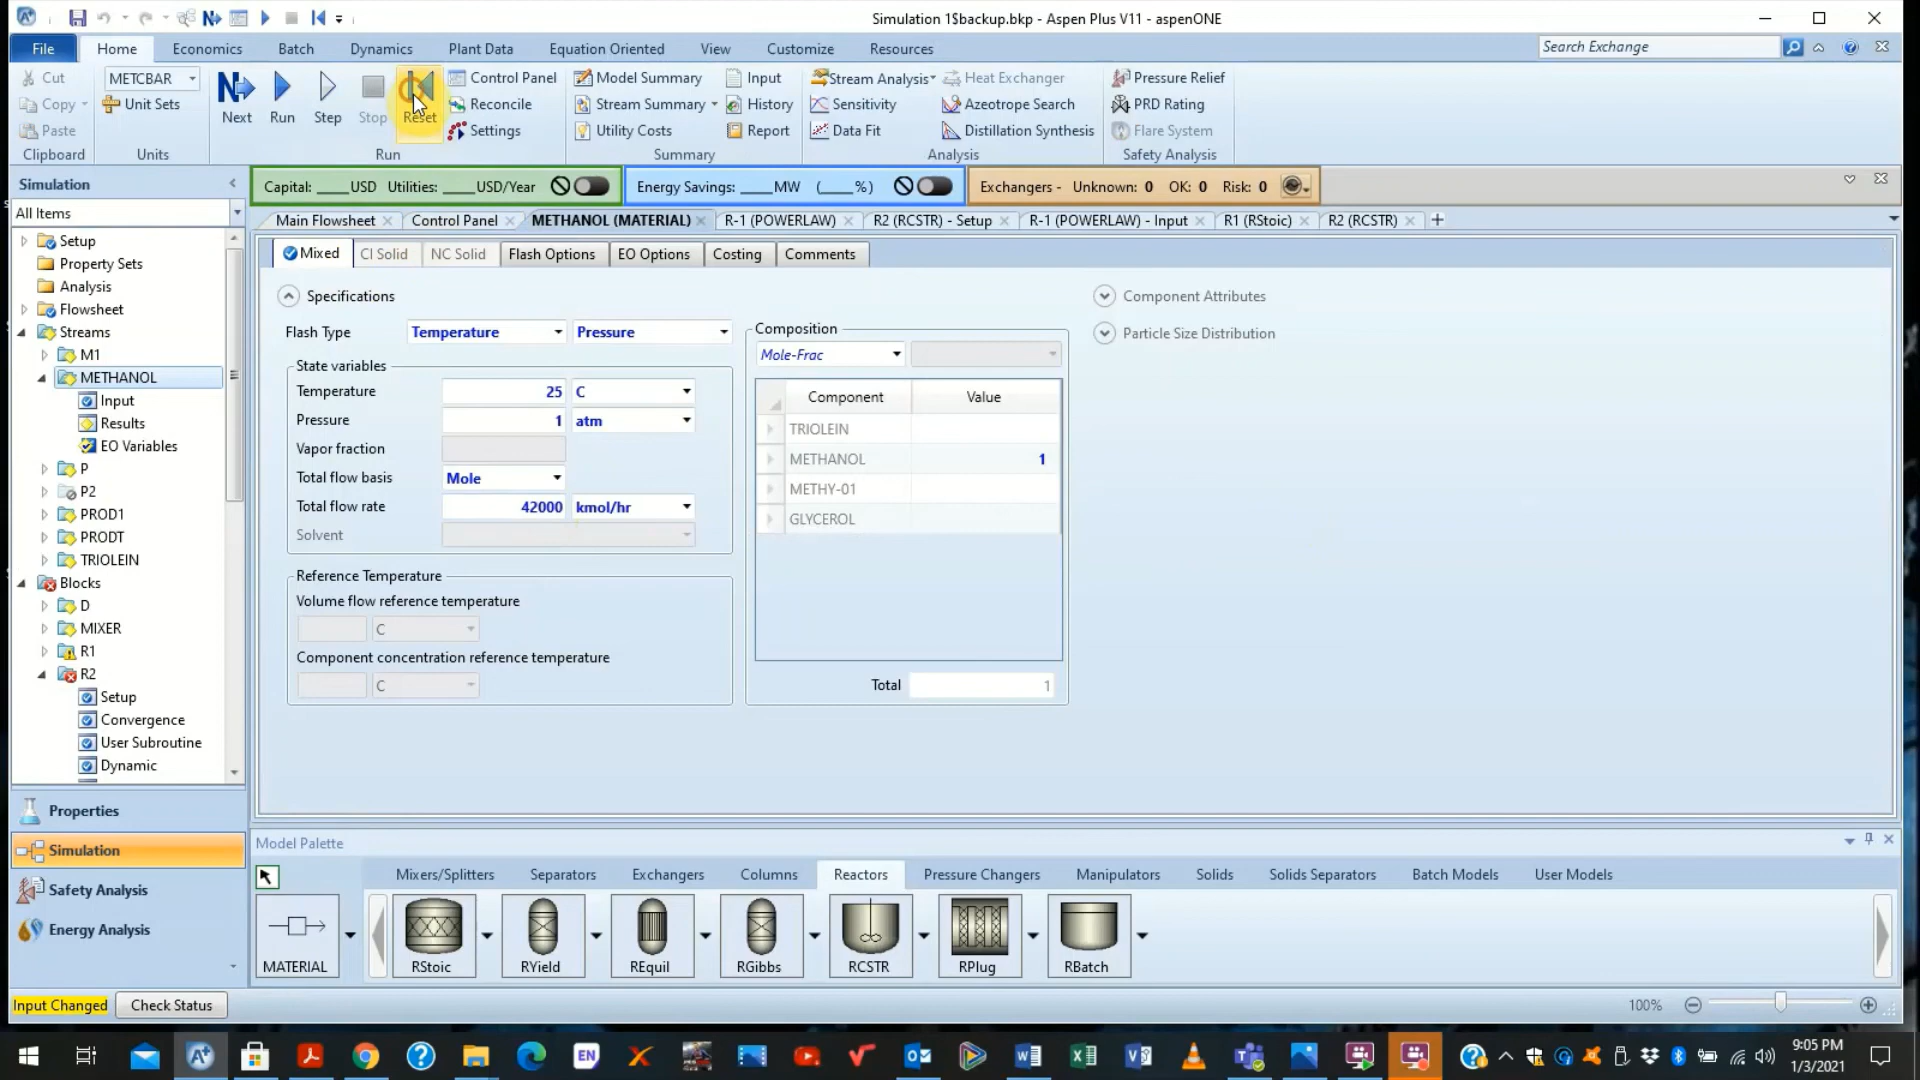 Simulation 1$backup.bkp - Aspen Plus V11 - aspenONE
File Home Economics Batch Dynamics Plant Data Equation Oriented View Customize Resources Search Exchange
Cut METCBAR Control Panel Model Summary Input Stream Analysis Heat Exchanger Pressure Relief
Copy Unit Sets Next Run Step Stop Reset Reconcile Stream Summary History Sensitivity Azeotrope Search PRD Rating
Paste Settings Utility Costs Report Data Fit Distillation Synthesis Flare System
Clipboard Units Run Summary Analysis Safety Analysis
Simulation
Capital: ____USD Utilities: ____USD/Year Energy Savings: ____MW (____%) Exchangers - Unknown: 0 OK: 0 Risk: 0
All Items
Main Flowsheet Control Panel METHANOL (MATERIAL) R-1 (POWERLAW) R2 (RCSTR) - Setup R-1 (POWERLAW) - Input R1 (RStoic) R2 (RCSTR)
Setup
Property Sets
Analysis
Flowsheet
Streams
M1
METHANOL
Input
Results
EO Variables
P
P2
PROD1
PRODT
TRIOLEIN
Blocks
D
MIXER
R1
R2
Setup
Convergence
User Subroutine
Dynamic
Mixed CI Solid NC Solid Flash Options EO Options Costing Comments
Specifications
Flash Type Temperature Pressure
State variables
Temperature 25 C
Pressure 1 atm
Vapor fraction
Total flow basis Mole
Total flow rate 42000 kmol/hr
Solvent
Reference Temperature
Volume flow reference temperature
C
Component concentration reference temperature
C
Composition
Mole-Frac
Component Value
TRIOLEIN
METHANOL 1
METHY-01
GLYCEROL
Total 1
Component Attributes
Particle Size Distribution
Properties
Simulation
Safety Analysis
Energy Analysis
Model Palette
Mixers/Splitters Separators Exchangers Columns Reactors Pressure Changers Manipulators Solids Solids Separators Batch Models User Models
MATERIAL RStoic RYield REquil RGibbs RCSTR RPlug RBatch
Input Changed Check Status 100%
EN
9:05 PM
1/3/2021